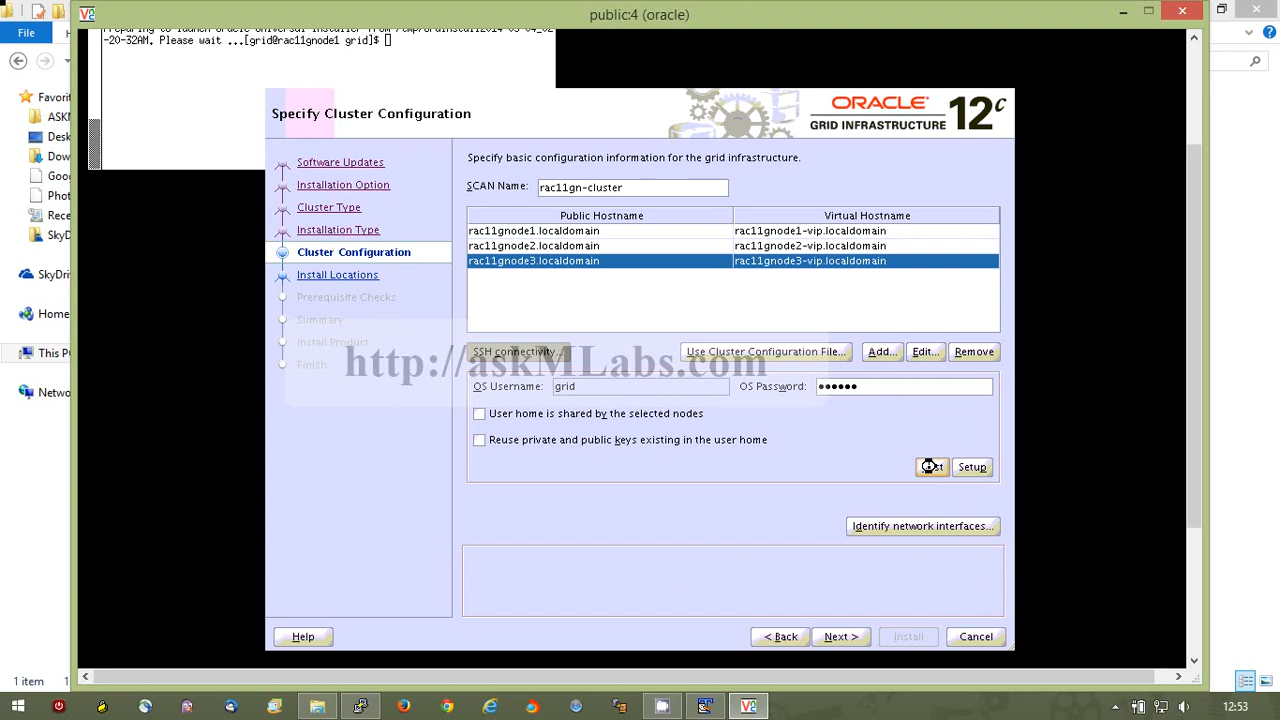 public:4 (oracle)
File
-20-32AM. Please wait ...[grid@rac11gnode1 grid]$
Favorit
ASKM
Desk
Dow
Goog
Phot
Rece
SkyD
SkyDriv
Home
This P
Netwo
1 item
Specify Cluster Configuration
ORACLE
GRID INFRASTRUCTURE 12c
Software Updates
Installation Option
Cluster Type
Installation Type
Cluster Configuration
Install Locations
Prerequisite Checks
Summary
Install Product
Finish
Specify basic configuration information for the grid infrastructure.
SCAN Name: rac11gn-cluster
Public Hostname Virtual Hostname
rac11gnode1.localdomain rac11gnode1-vip.localdomain
rac11gnode2.localdomain rac11gnode2-vip.localdomain
rac11gnode3.localdomain rac11gnode3-vip.localdomain
SSH connectivity... Use Cluster Configuration File... Add... Edit... Remove
http://askMLabs.com
OS Username: grid OS Password: ●●●●●●
User home is shared by the selected nodes
Reuse private and public keys existing in the user home
Setup
Identify network interfaces...
Help < Back Next > Install Cancel
12:53